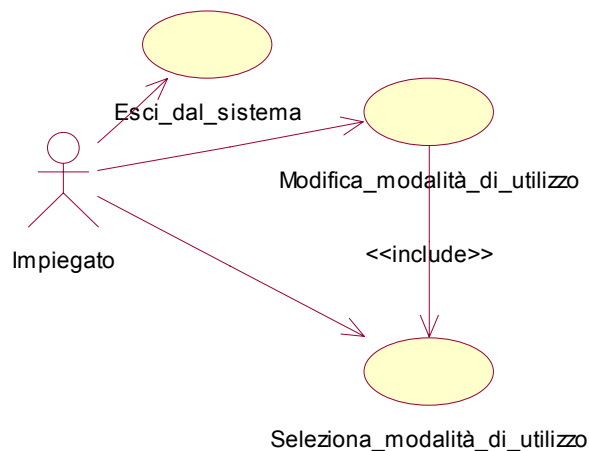 Esci_dal_sistema
Modifica_modalità_di_utilizzo
Impiegato
<<include>>
Seleziona_modalità_di_utilizzo